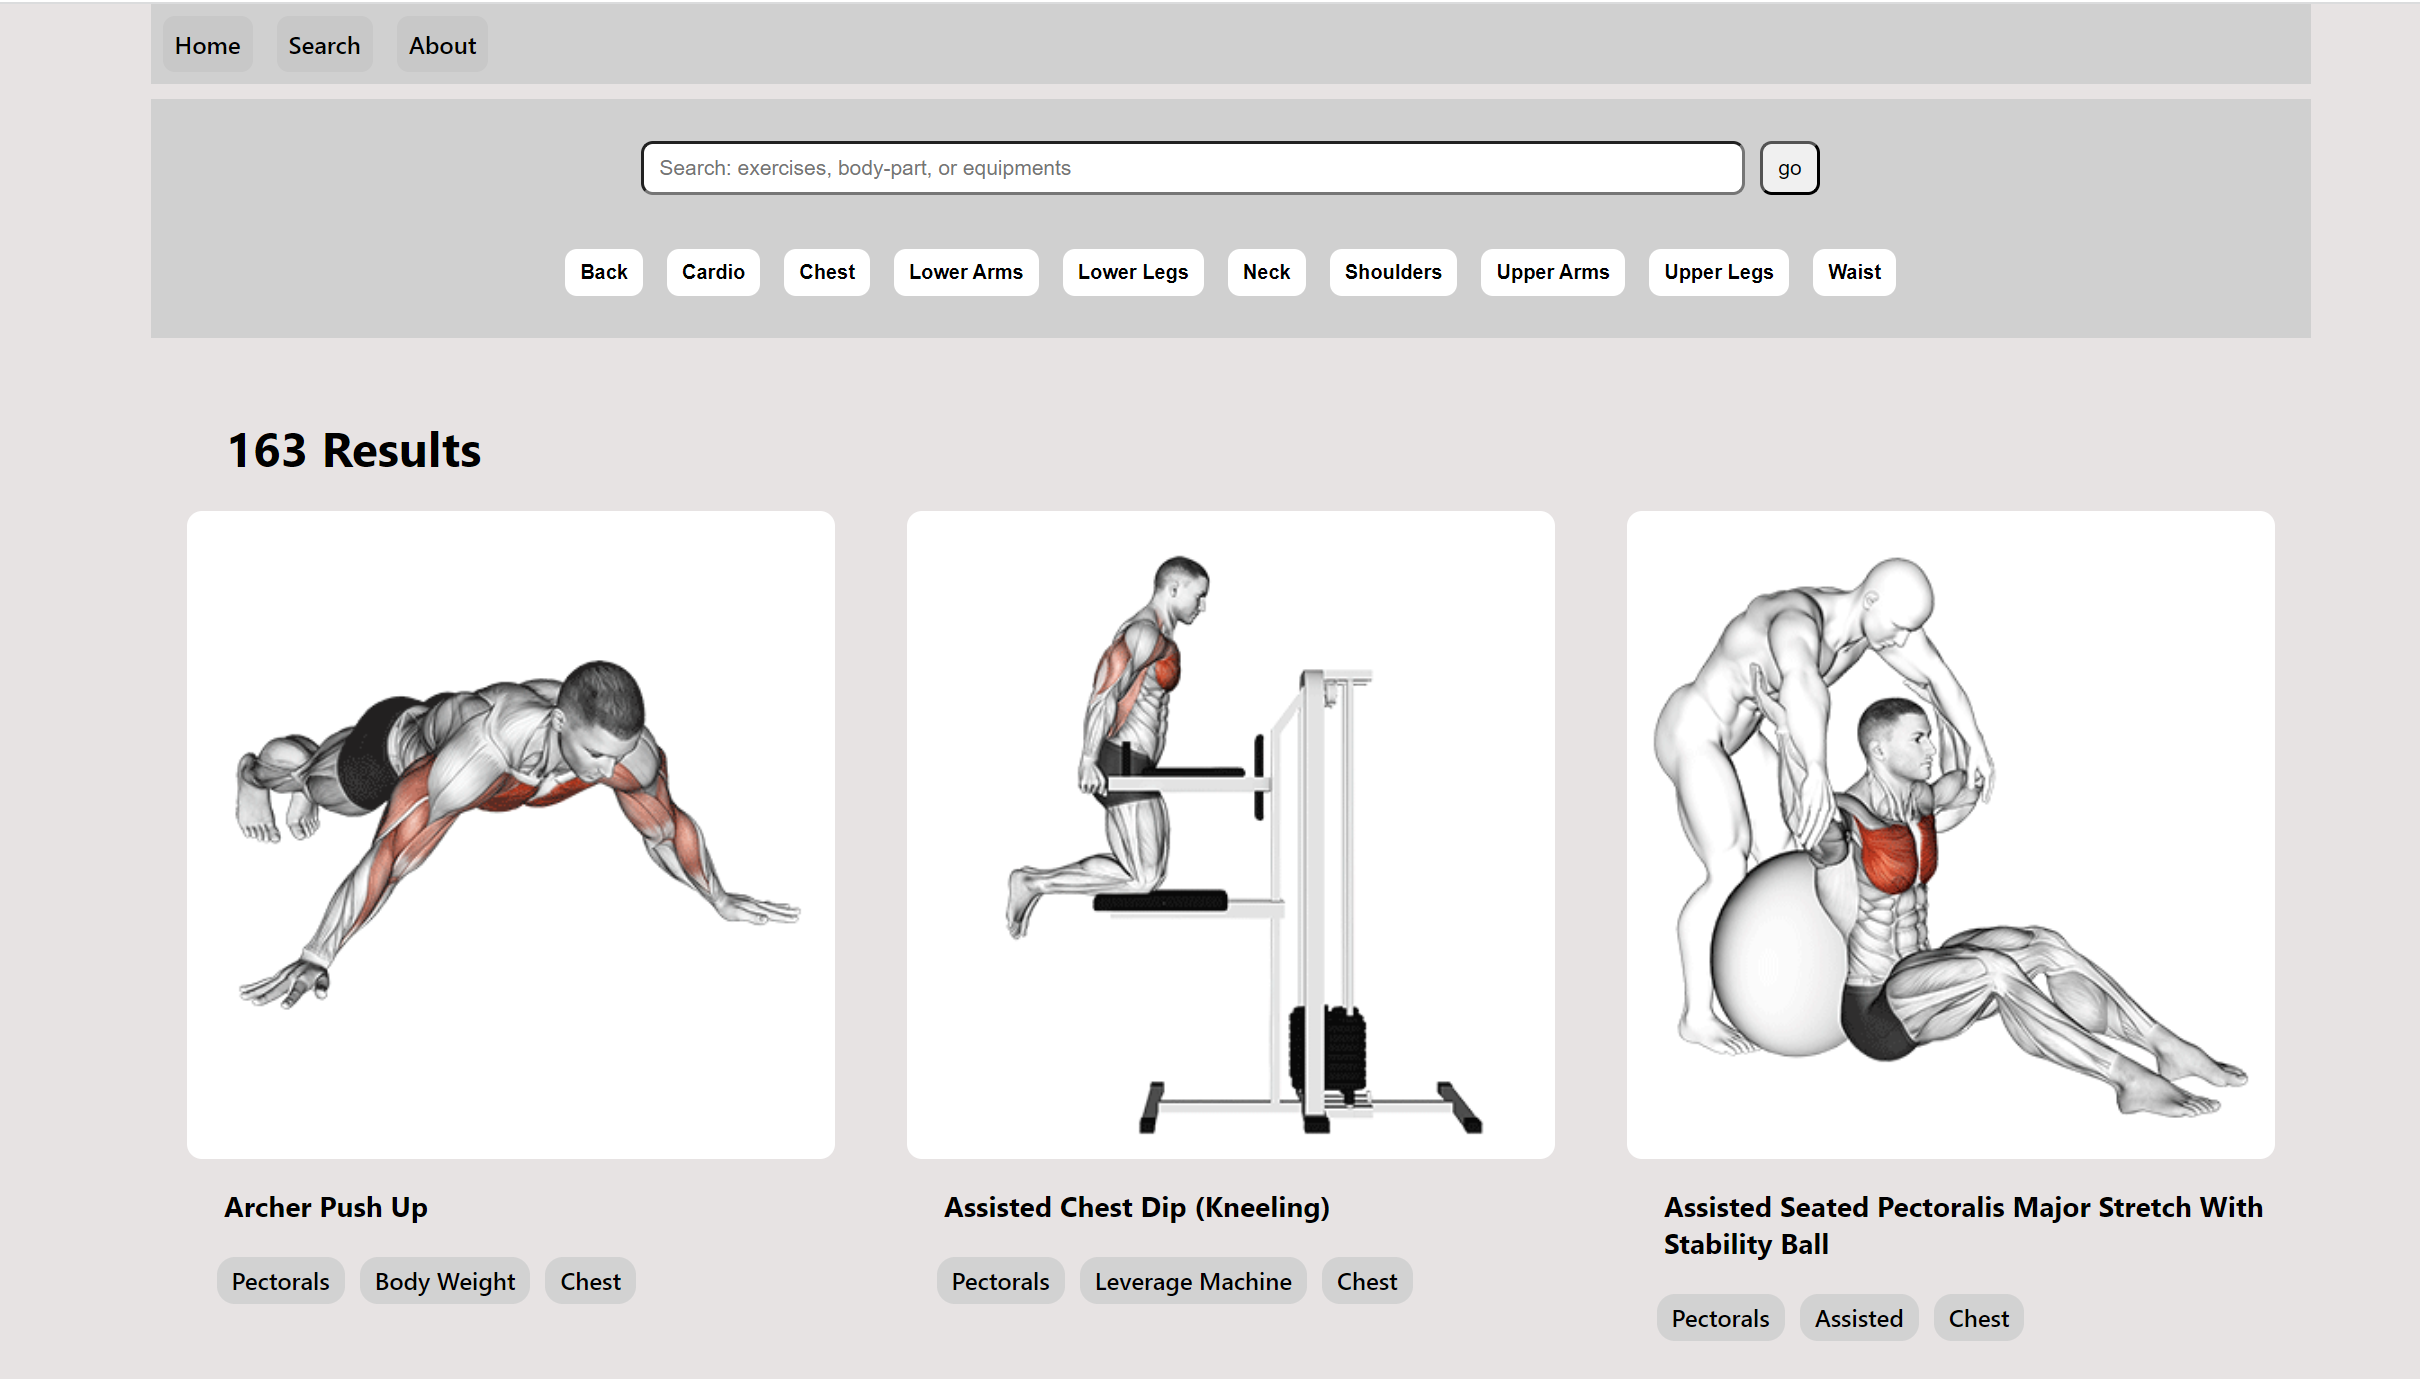 Home Search About
Search: exercises, body-part, or equipments go
Back Cardio Chest Lower Arms Lower Legs Neck Shoulders Upper Arms Upper Legs Waist
163 Results
Archer Push Up
Pectorals Body Weight Chest
Assisted Chest Dip (Kneeling)
Pectorals Leverage Machine Chest
Assisted Seated Pectoralis Major Stretch With
Stability Ball
Pectorals Assisted Chest